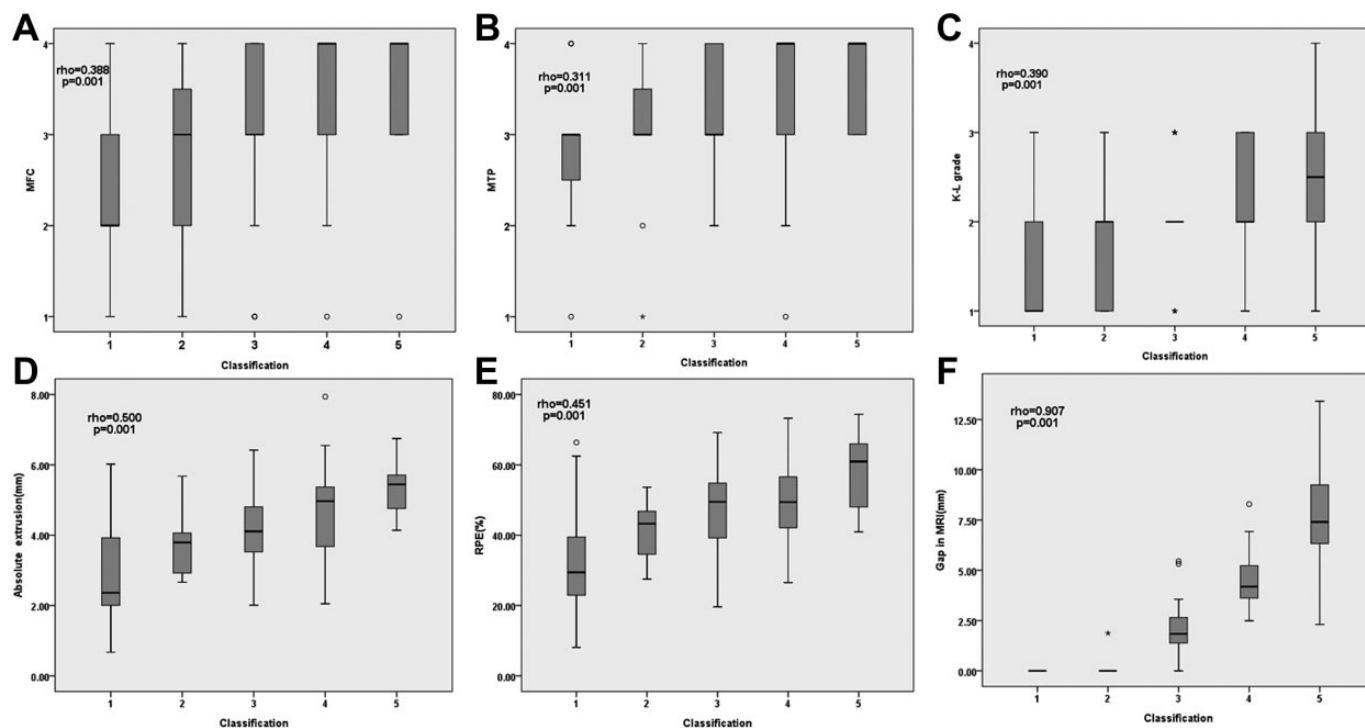 A
rho=0.388
p=0.001
MFC
4
3
2
1
1 2 3 4 5
Classification
B
rho=0.311
p=0.001
MTP
4
3
2
1
1 2 3 4 5
Classification
C
rho=0.390
p=0.001
K-L grade
4
3
2
1
1 2 3 4 5
Classification
D
rho=0.500
p=0.001
Absolute extrusion(mm)
8.00
6.00
4.00
2.00
0.00
1 2 3 4 5
Classification
E
rho=0.451
p=0.001
RPE(%)
80.00
60.00
40.00
20.00
0.00
1 2 3 4 5
Classification
F
rho=0.907
p=0.001
Gap in MRI(mm)
12.50
10.00
7.50
5.00
2.50
0.00
1 2 3 4 5
Classification